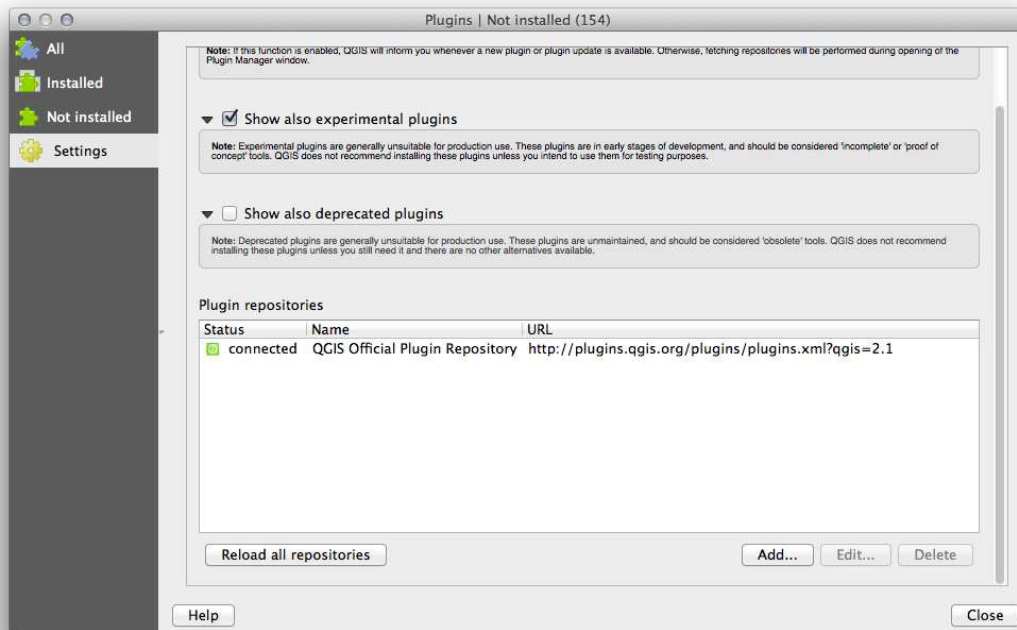 Plugins | Not installed (154)
All
Installed
Not installed
Settings
Note: If this function is enabled, QGIS will inform you whenever a new plugin or plugin update is available. Otherwise, fetching repositories will be performed during opening of the
Plugin Manager window.
Show also experimental plugins
Note: Experimental plugins are generally unsuitable for production use. These plugins are in early stages of development, and should be considered 'incomplete' or 'proof of
concept' tools. QGIS does not recommend installing these plugins unless you intend to use them for testing purposes.
Show also deprecated plugins
Note: Deprecated plugins are generally unsuitable for production use. These plugins are unmaintained, and should be considered 'obsolete' tools. QGIS does not recommend
installing these plugins unless you still need it and there are no other alternatives available.
Plugin repositories
Status Name URL
connected QGIS Official Plugin Repository http://plugins.qgis.org/plugins/plugins.xml?qgis=2.1
Reload all repositories Add... Edit... Delete
Help Close